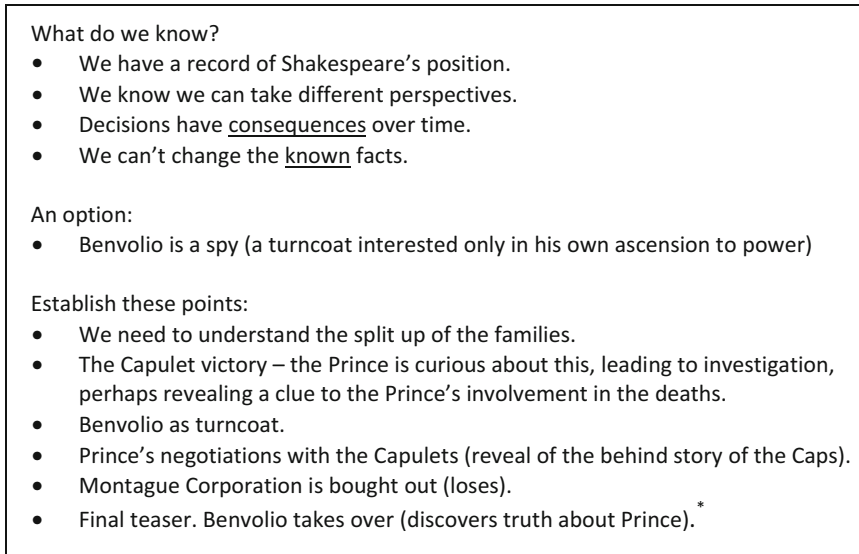 What do we know?
• We have a record of Shakespeare’s position.
• We know we can take different perspectives.
• Decisions have consequences over time.
• We can’t change the known facts.
An option:
• Benvolio is a spy (a turncoat interested only in his own ascension to power)
Establish these points:
• We need to understand the split up of the families.
• The Capulet victory – the Prince is curious about this, leading to investigation,
perhaps revealing a clue to the Prince’s involvement in the deaths.
• Benvolio as turncoat.
• Prince’s negotiations with the Capulets (reveal of the behind story of the Caps).
• Montague Corporation is bought out (loses).
• Final teaser. Benvolio takes over (discovers truth about Prince).*